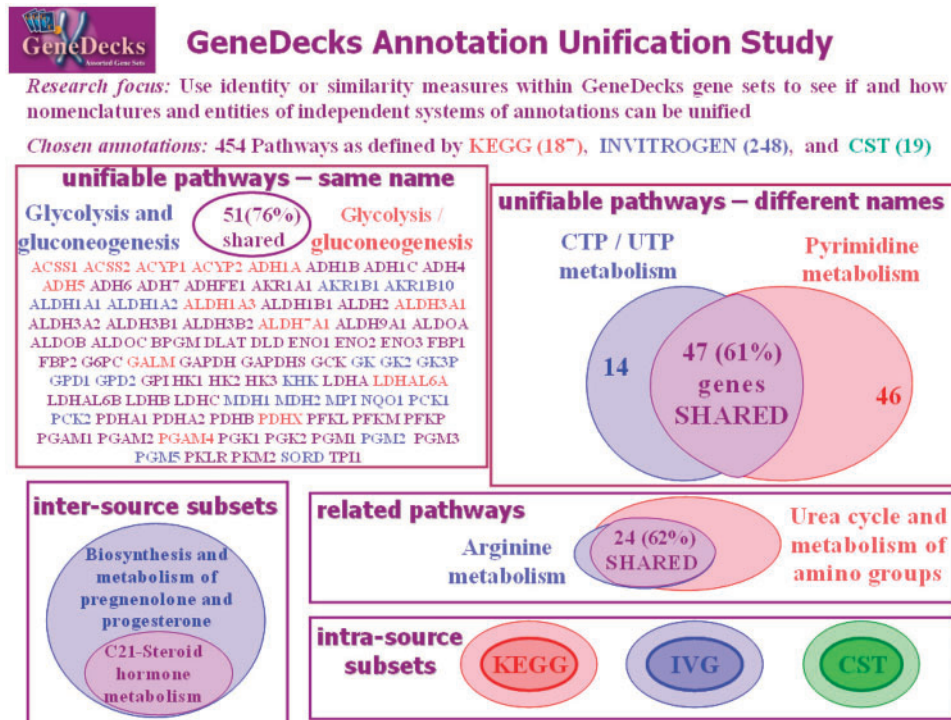 GeneDecks
Assorted Gene Sets
GeneDecks Annotation Unification Study
Research focus: Use identity or similarity measures within GeneDecks gene sets to see if and how
nomenclatures and entities of independent systems of annotations can be unified
Chosen annotations: 454 Pathways as defined by KEGG (187), INVITROGEN (248), and CST (19)
unifiable pathways – same name
Glycolysis and
gluconeogenesis
51(76%)
shared
Glycolysis /
gluconeogenesis
ACSS1 ACSS2 ACYP1 ACYP2 ADH1A ADH1B ADH1C ADH4
ADH5 ADH6 ADH7 ADHFE1 AKR1A1 AKR1B1 AKR1B10
ALDH1A1 ALDH1A2 ALDH1A3 ALDH1B1 ALDH2 ALDH3A1
ALDH3A2 ALDH3B1 ALDH3B2 ALDH7A1 ALDH9A1 ALDOA
ALDOB ALDOC BPGM DLAT DLD ENO1 ENO2 ENO3 FBP1
FBP2 G6PC GALM GAPDH GAPDHS GCK GK GK2 GK3P
GPD1 GPD2 GPI HK1 HK2 HK3 KHK LDHA LDHAL6A
LDHAL6B LDHB LDHC MDH1 MDH2 MPI NQO1 PCK1
PCK2 PDHA1 PDHA2 PDHB PDHX PFKL PFKM PFKP
PGAM1 PGAM2 PGAM4 PGK1 PGK2 PGM1 PGM2 PGM3
PGM5 PKLR PKM2 SORD TPI1
unifiable pathways – different names
CTP / UTP
metabolism
Pyrimidine
metabolism
14
47 (61%)
genes
SHARED
46
inter-source subsets
Biosynthesis and
metabolism of
pregnenolone and
progesterone
C21-Steroid
hormone
metabolism
related pathways
Arginine
metabolism
24 (62%)
SHARED
Urea cycle and
metabolism of
amino groups
intra-source
subsets
KEGG
IVG
CST